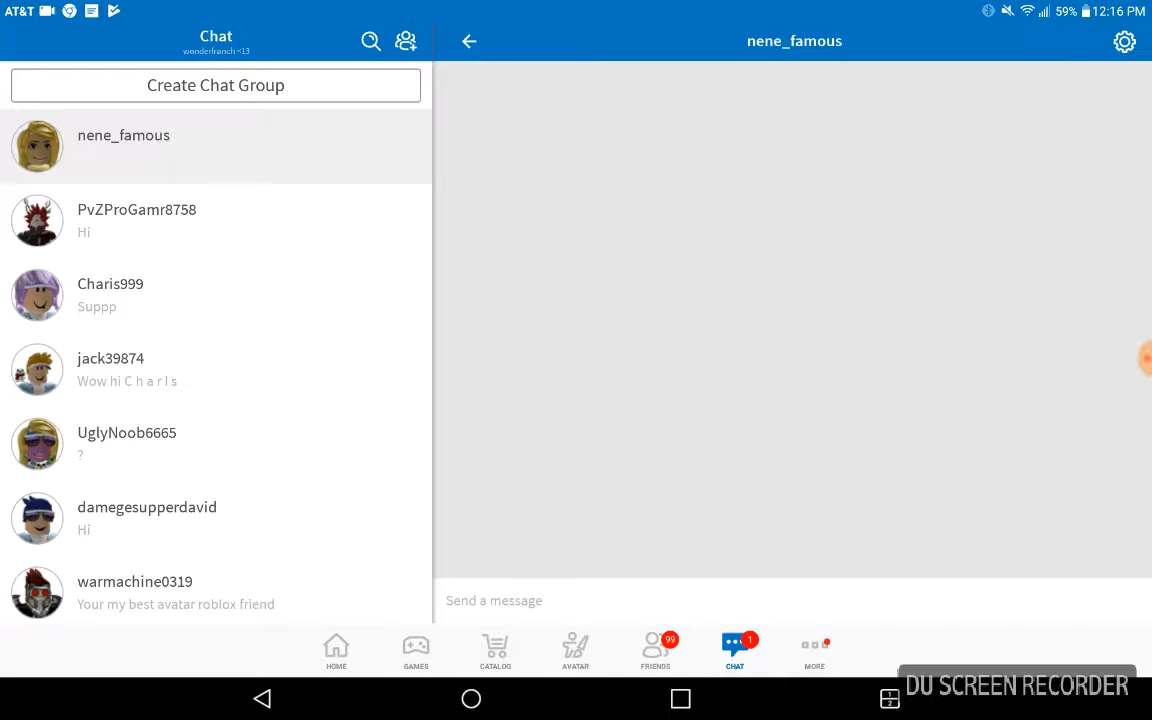 AT&T
59% 12:16 PM
Chat
wonderfranch <13
nene_famous
Create Chat Group
nene_famous
PvZProGamr8758
Hi
Charis999
Suppp
jack39874
Wow hi C h a r l s
UglyNoob6665
?
damegesupperdavid
Hi
warmachine0319
Your my best avatar roblox friend
Send a message
HOME
GAMES
CATALOG
AVATAR
99
FRIENDS
1
CHAT
MORE
1
2
DU SCREEN RECORDER